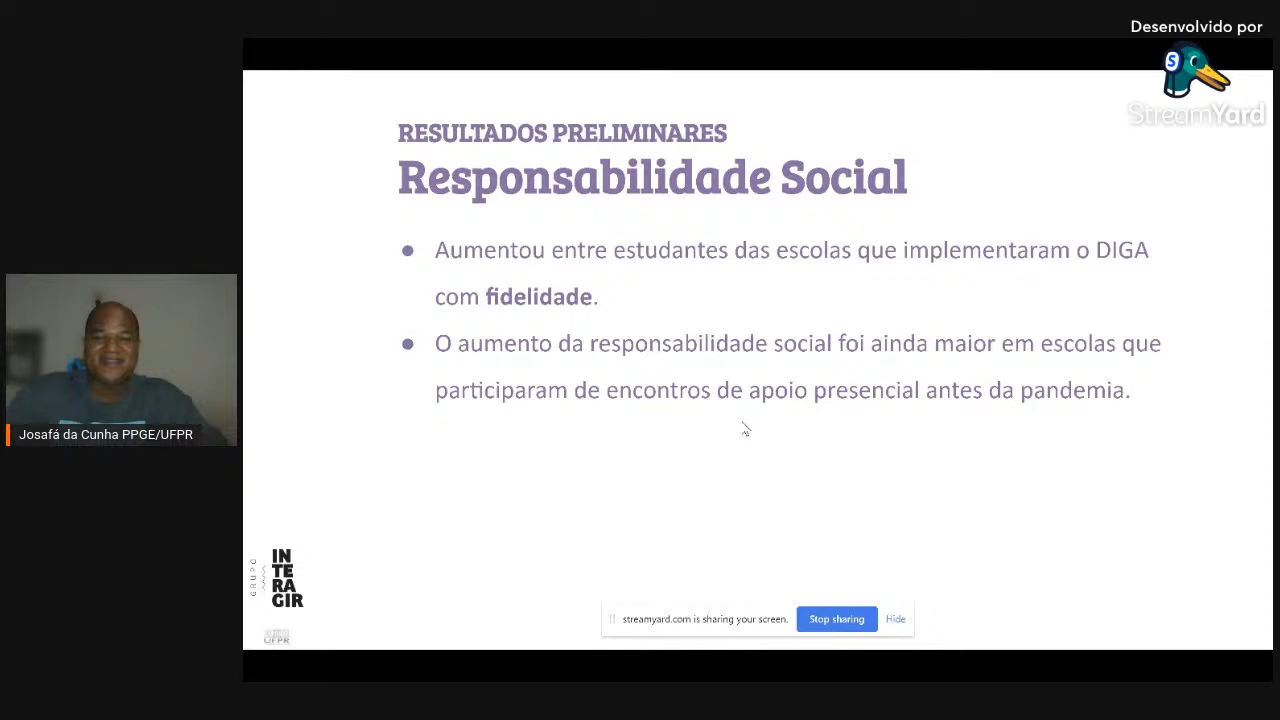 Desenvolvido por
StreamYard
RESULTADOS PRELIMINARES
Responsabilidade Social
● Aumentou entre estudantes das escolas que implementaram o DIGA
com fidelidade.
● O aumento da responsabilidade social foi ainda maior em escolas que
participaram de encontros de apoio presencial antes da pandemia.
Josafá da Cunha PPGE/UFPR
GRUPO
IN
TE
RA
GIR
UFPR
streamyard.com is sharing your screen.
Stop sharing
Hide